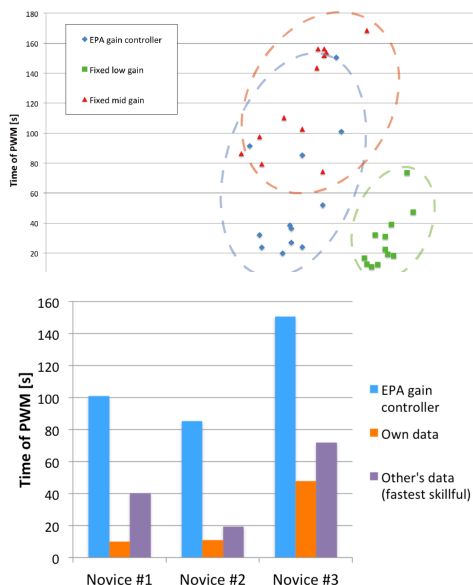 180
160
140
120
100
80
60
40
20
Time of PWM [s]
EPA gain controller
Fixed low gain
Fixed mid gain
160
140
120
100
80
60
40
20
0
Time of PWM [s]
Novice #1 Novice #2 Novice #3
EPA gain
controller
Own data
Other's data
(fastest skillful)